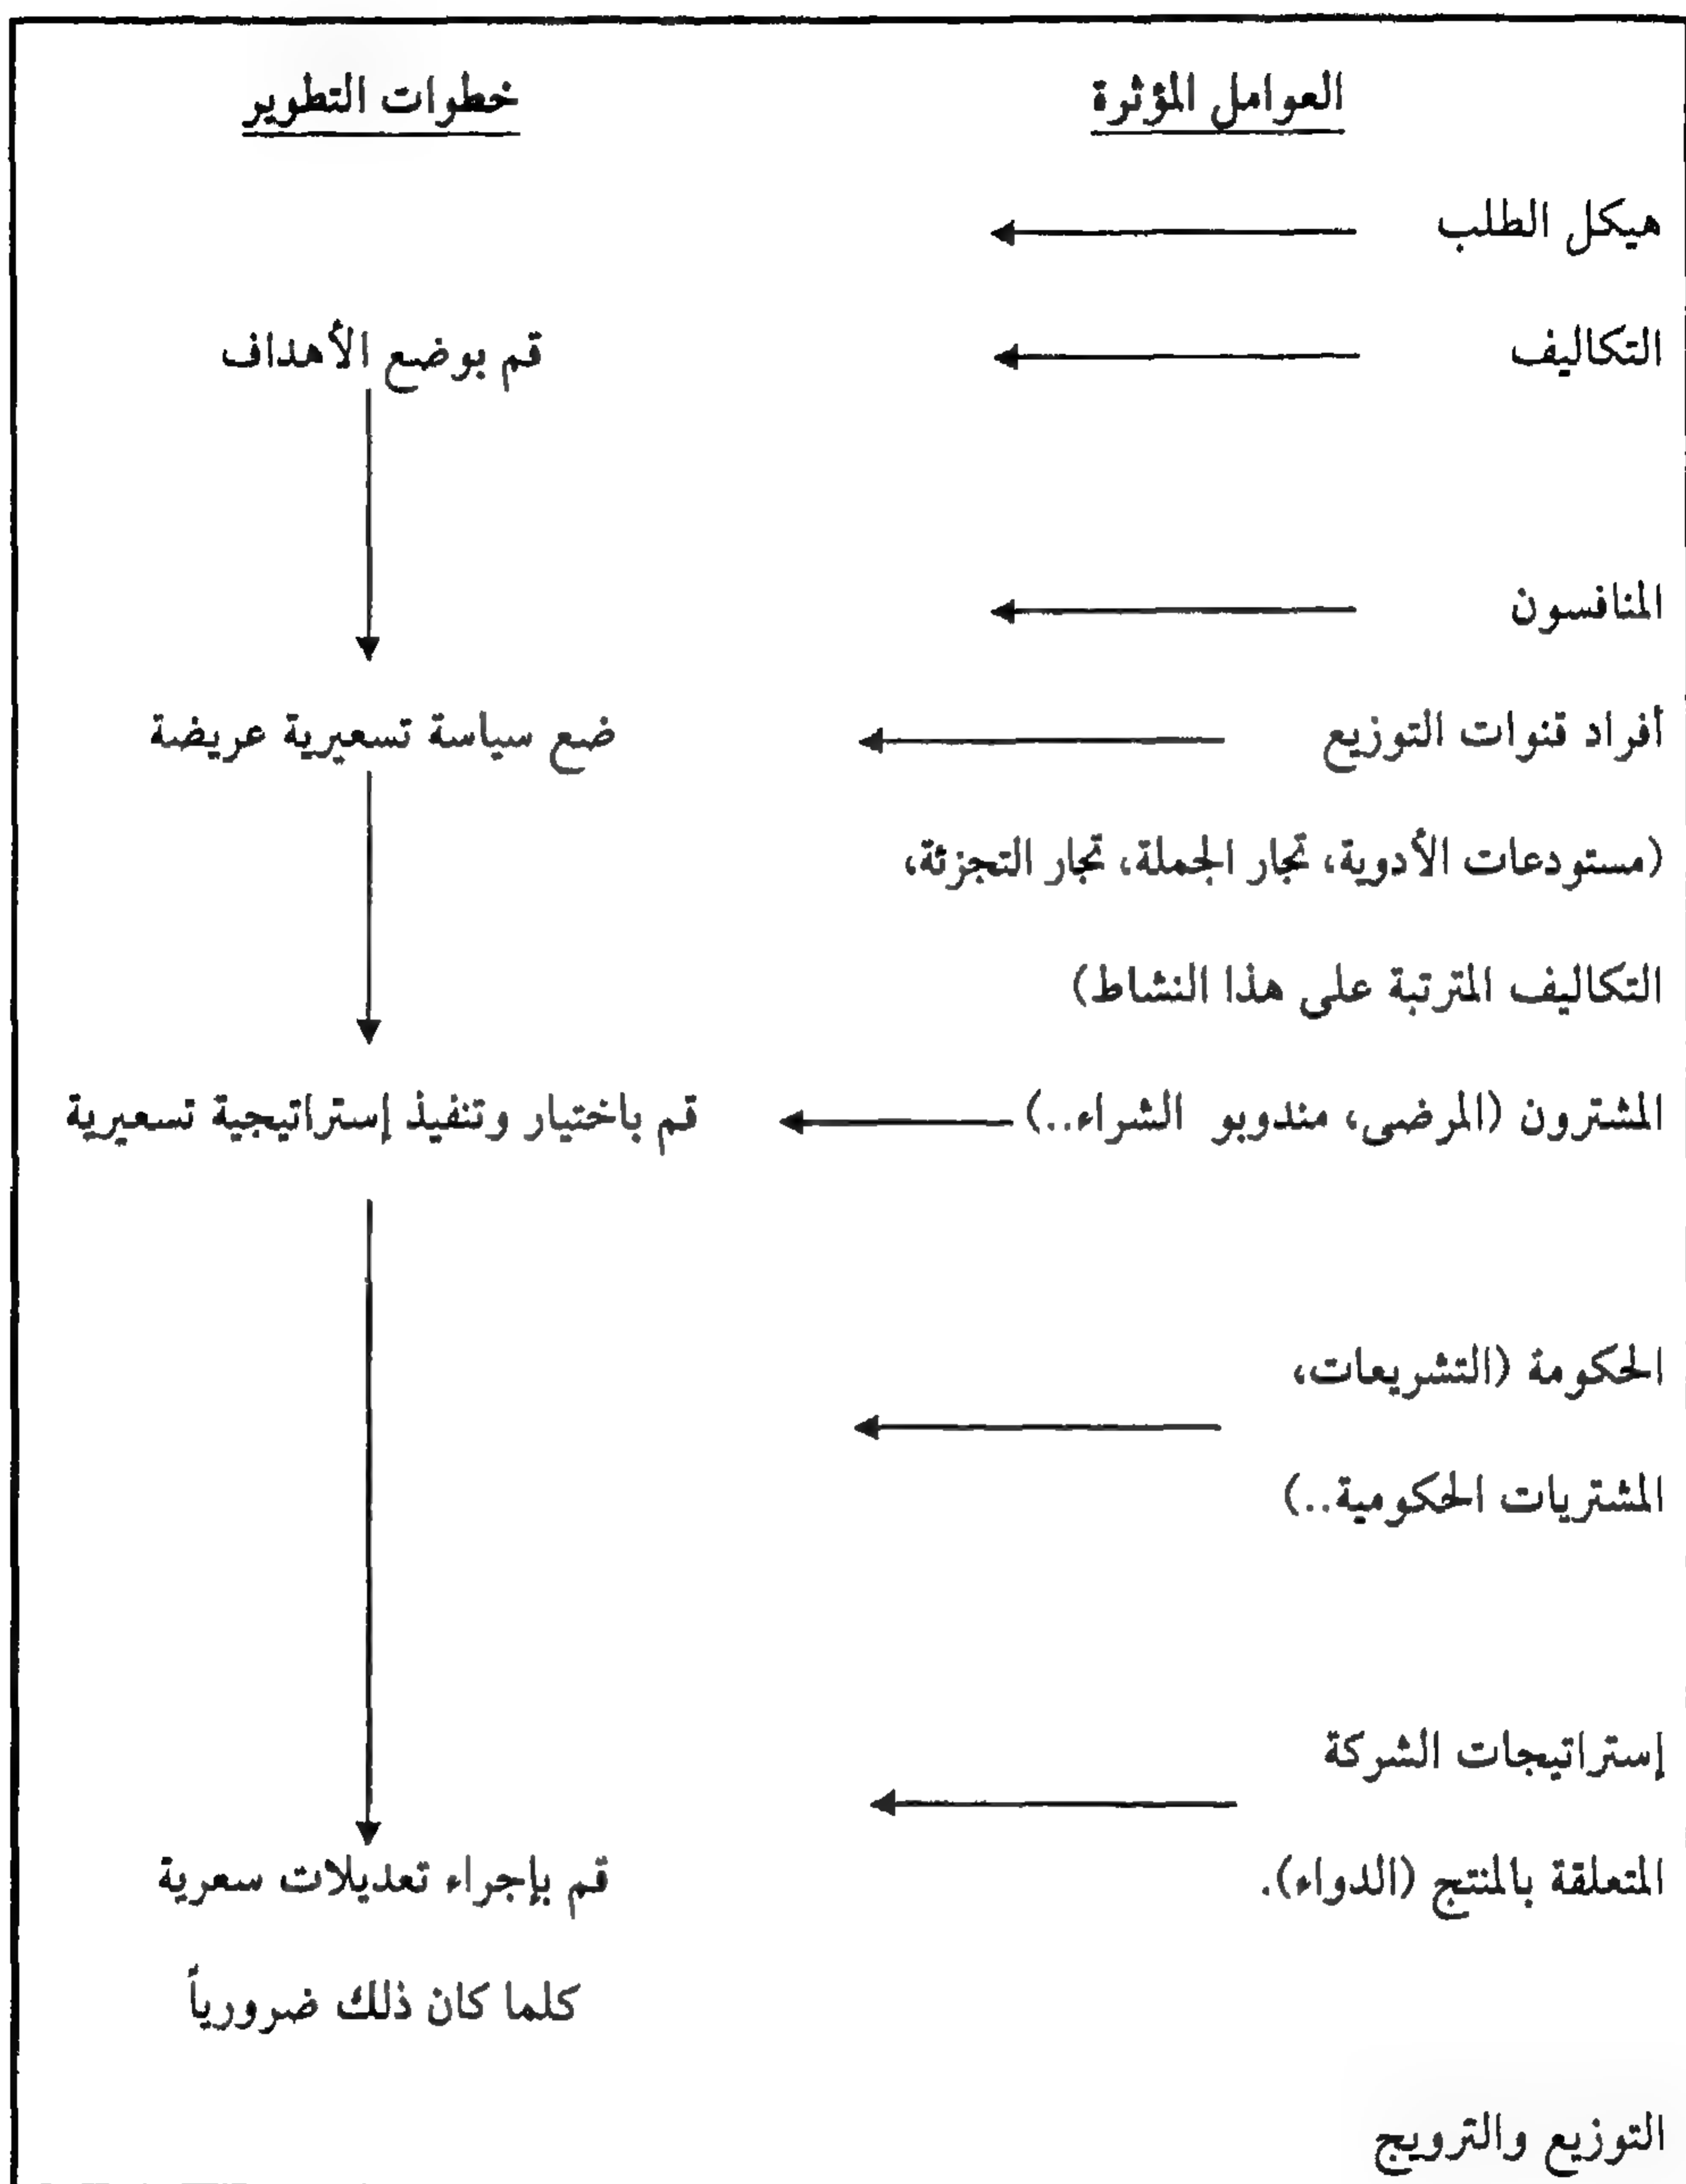 العوامل المؤثرة
خطوات التطوير
هيكل الطلب
التكاليف
قم بوضع الأهداف
المنافسون
أفراد قنوات التوزيع
ضع سياسة تسعيرية عريضة
(مستودعات الأدوية، تجار الجملة، تجار التجزئة،
التكاليف المترتبة على هذا النشاط)
المشترون (المرضى، مندوبو الشراء..)
قم باختيار وتنفيذ إستراتيجية تسعيرية
الحكومة (التشريعات،
المشتريات الحكومية..)
إستراتيجات الشركة
المتعلقة بالمنتج (الدواء).
قم بإجراء تعديلات سعرية
كلما كان ذلك ضرورياً
التوزيع والترويج